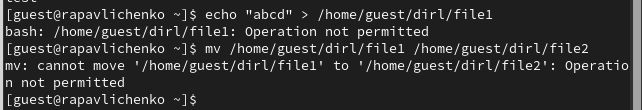 [guest@rapavlichenko ~]$ echo "abcd" > /home/guest/dirl/file1
bash: /home/guest/dirl/file1: Operation not permitted
[guest@rapavlichenko ~]$ mv /home/guest/dirl/file1 /home/guest/dirl/file2
mv: cannot move '/home/guest/dirl/file1' to '/home/guest/dirl/file2': Operatio
n not permitted
[guest@rapavlichenko ~]$